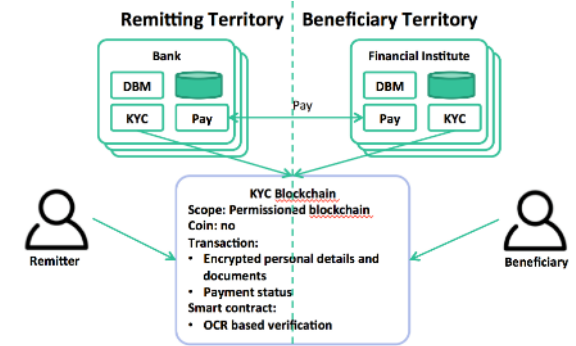 Remitting Territory
Beneficiary Territory
Bank
DBM
KYC
Pay
Pay
Financial Institute
DBM
Pay
KYC
KYC Blockchain
Scope: Permissioned blockchain
Coin: no
Transaction:
• Encrypted personal details and
documents
• Payment status
Smart contract:
• OCR based verification
Remitter
Beneficiary